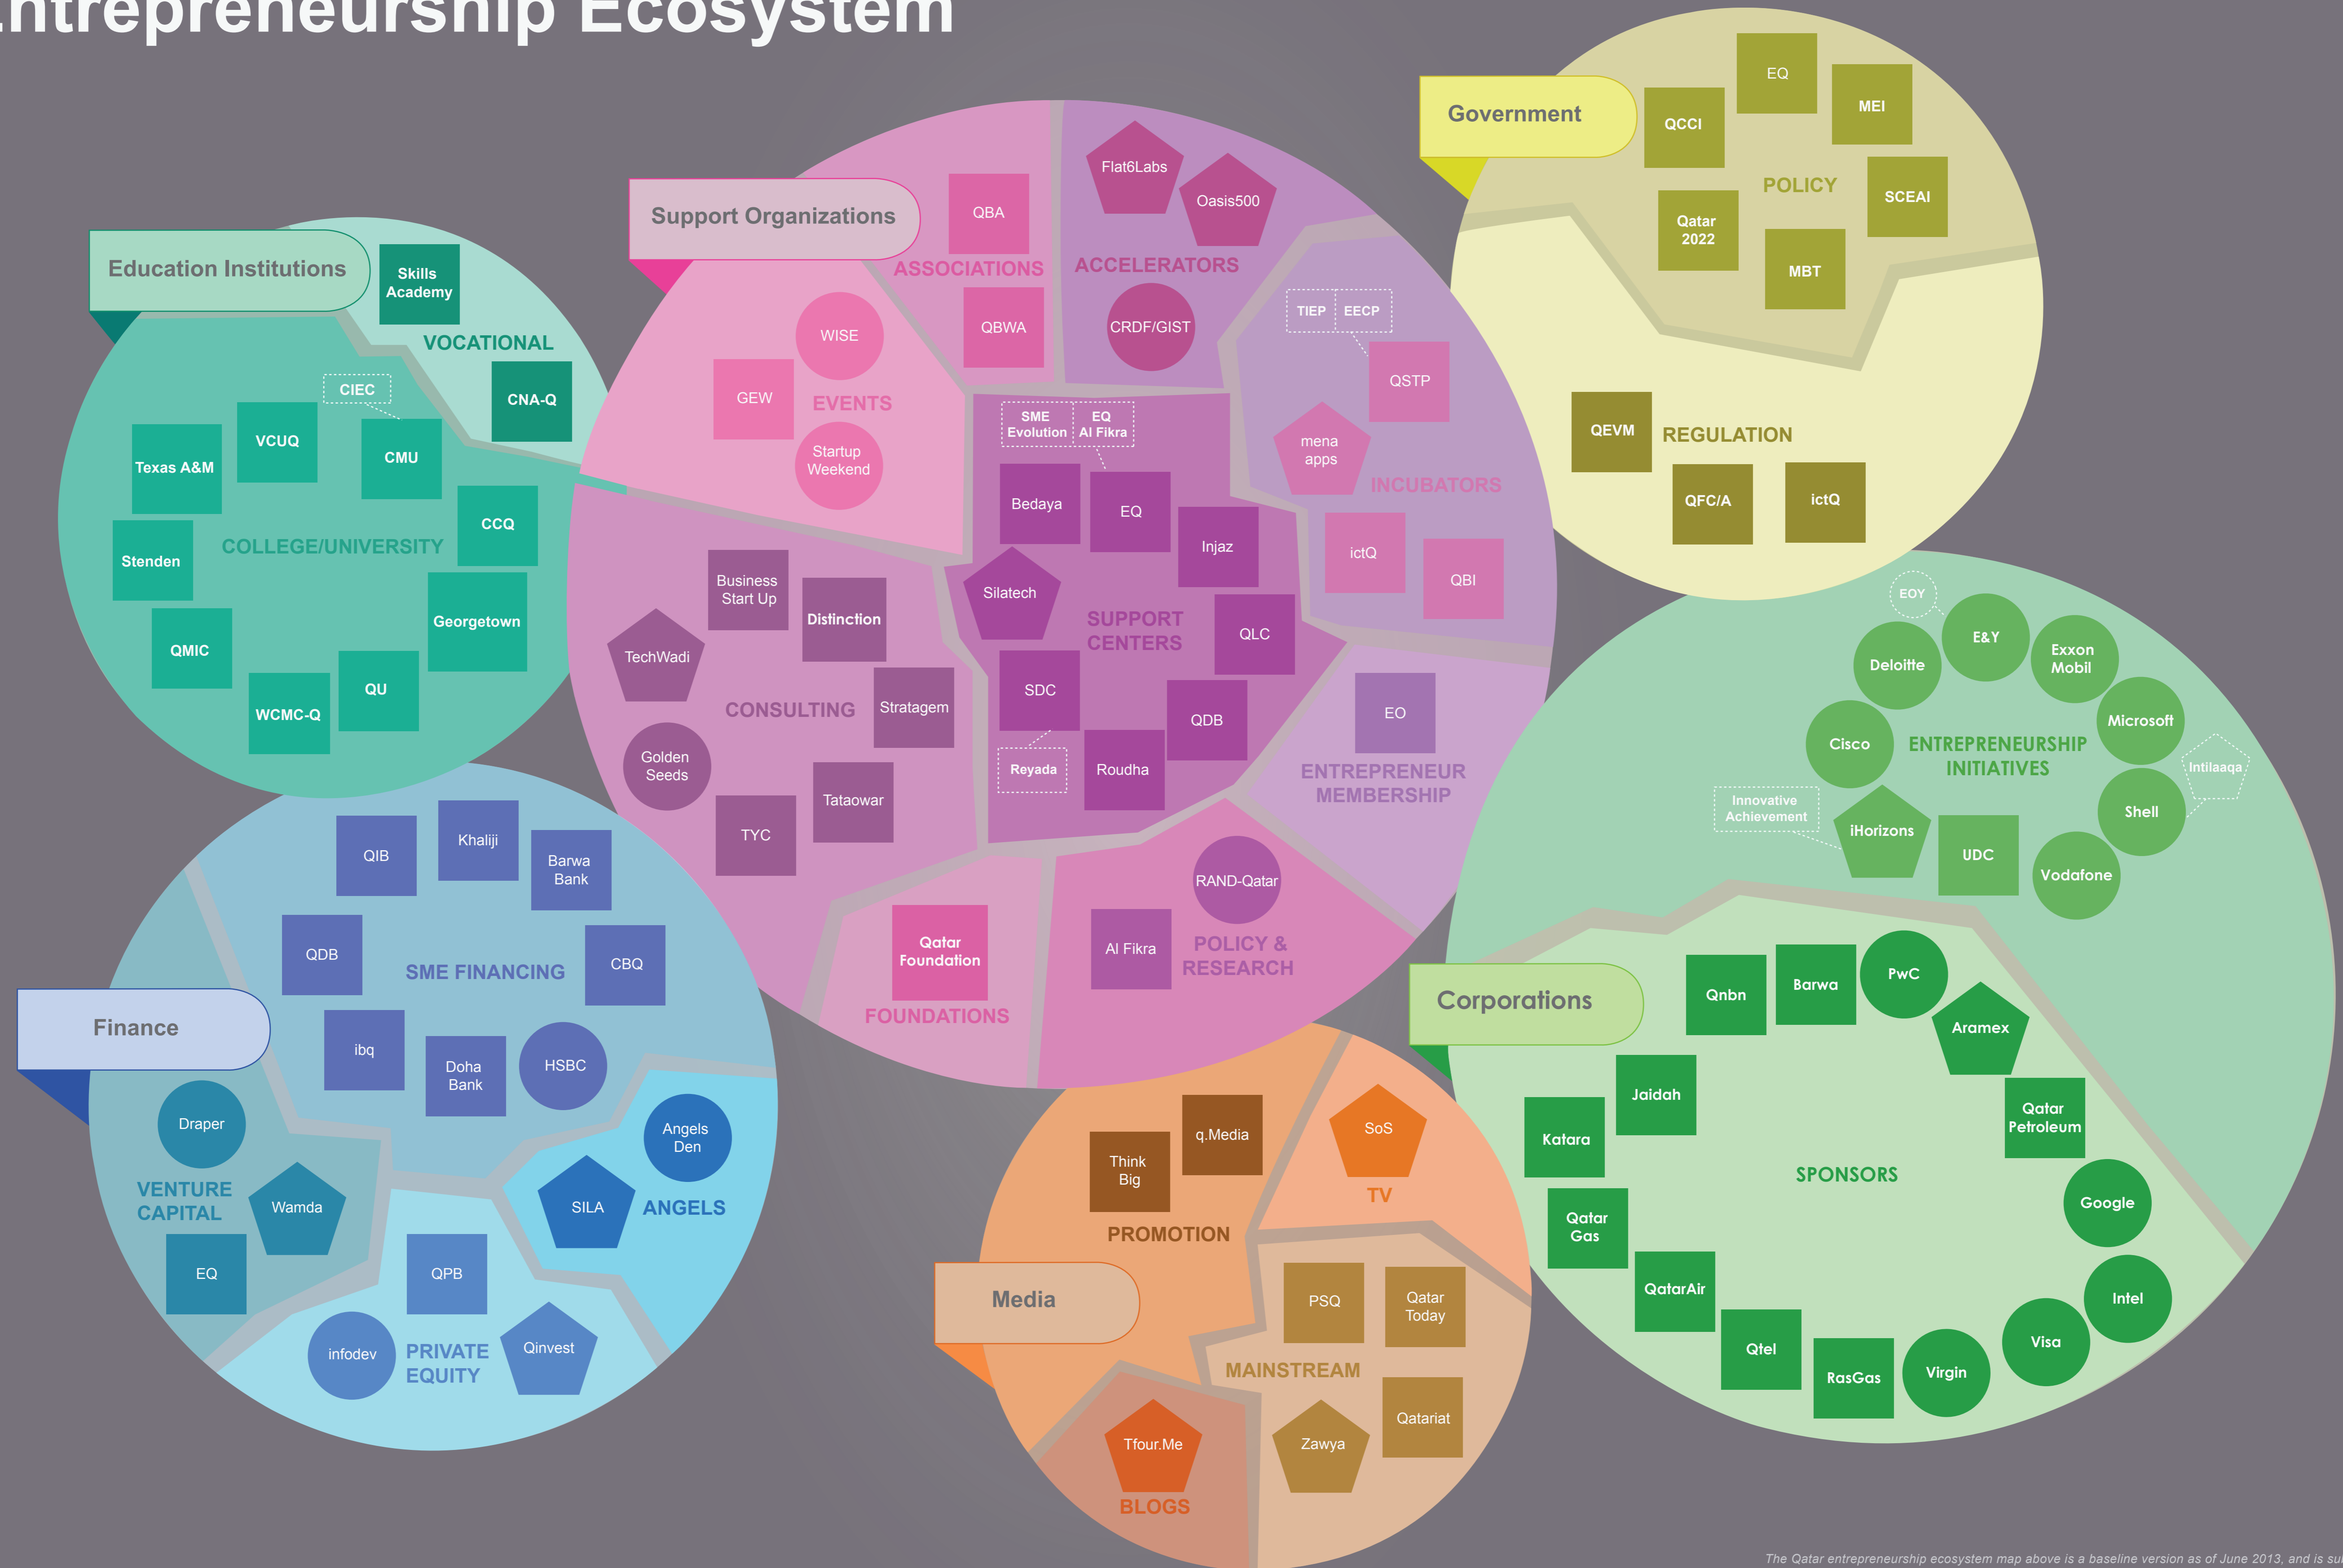 Entrepreneurship Ecosystem
Education Institutions
Skills
Academy
VOCATIONAL
CNA-Q
CIEC
VCUQ
CMU
Texas A&M
CCQ
COLLEGE/UNIVERSITY
Stenden
Georgetown
QMIC
QU
WCMC-Q
Support Organizations
QBA
ASSOCIATIONS
QBWA
WISE
GEW
EVENTS
Startup
Weekend
Flat6Labs
Oasis500
ACCELERATORS
CRDF/GIST
TIEP
EECP
QSTP
mena
apps
INCUBATORS
ictQ
QBI
SME
Evolution
EQ
Al Fikra
Bedaya
EQ
Injaz
Silatech
SUPPORT
CENTERS
QLC
SDC
QDB
Reyada
Roudha
Business
Start Up
Distinction
TechWadi
Stratagem
CONSULTING
Golden
Seeds
Tataowar
TYC
EO
ENTREPRENEUR
MEMBERSHIP
RAND-Qatar
Al Fikra
POLICY &
RESEARCH
Qatar
Foundation
FOUNDATIONS
Government
EQ
MEI
QCCI
POLICY
SCEAI
Qatar
2022
MBT
QEVM
REGULATION
QFC/A
ictQ
Finance
QIB
Khaliji
Barwa
Bank
QDB
CBQ
SME FINANCING
ibq
Doha
Bank
HSBC
Draper
VENTURE
CAPITAL
Wamda
EQ
Angels
Den
SILA
ANGELS
QPB
infodev
PRIVATE
EQUITY
Qinvest
Media
q.Media
Think
Big
PROMOTION
SoS
TV
PSQ
Qatar
Today
MAINSTREAM
Qatariat
Zawya
Tfour.Me
BLOGS
Corporations
EOY
E&Y
Exxon
Mobil
Deloitte
Microsoft
Cisco
ENTREPRENEURSHIP
INITIATIVES
Intilaaqa
Innovative
Achievement
Shell
iHorizons
UDC
Vodafone
PwC
Barwa
Qnbn
Aramex
Jaidah
Qatar
Petroleum
Katara
SPONSORS
Google
Qatar
Gas
QatarAir
Intel
Qtel
Visa
RasGas
Virgin
The Qatar entrepreneurship ecosystem map above is a baseline version as of June 2013, and is